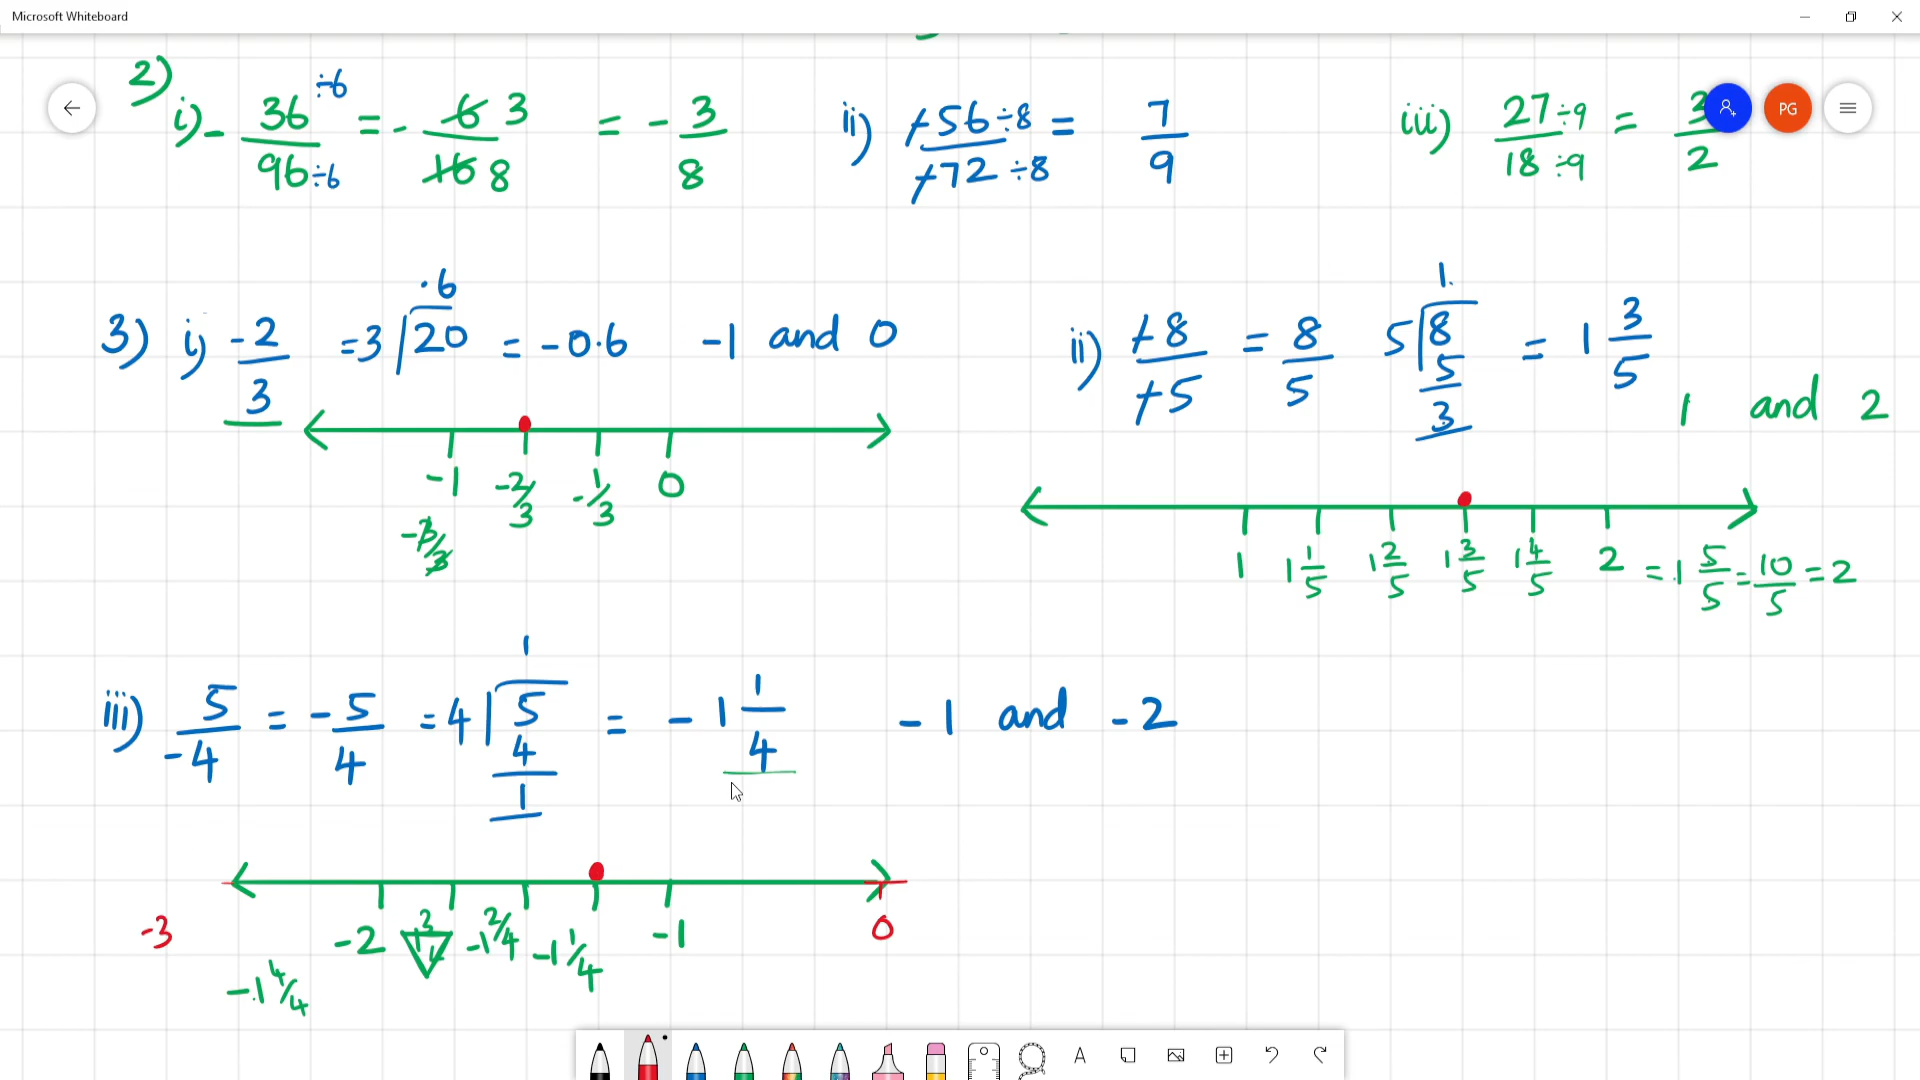 Microsoft Whiteboard
2)
i) - 36 ÷6 / 96 ÷6 = - 6 3 / 16 8 = - 3/8
ii) -56 ÷8 / -72 ÷8 = 7/9
iii) 27 ÷9 / 18 ÷9 = 3/2
PG
3) i) -2/3 = 3 ) 20 ( .6 = -0.6 -1 and 0
-1 -2/3 -1/3 0
-3/3
ii) -8/-5 = 8/5 5 ) 8 ( 1. 5 3 = 1 3/5
1 and 2
1 1 1/5 1 2/5 1 3/5 1 4/5 2 = 1 5/5 = 10/5 = 2
iii) 5/-4 = -5/4 = 4 ) 5 ( 1 4 1 = - 1 1/4 -1 and -2
-3 -2 -1 2/4 -1 1/4 -1 0
-1 4/4
A